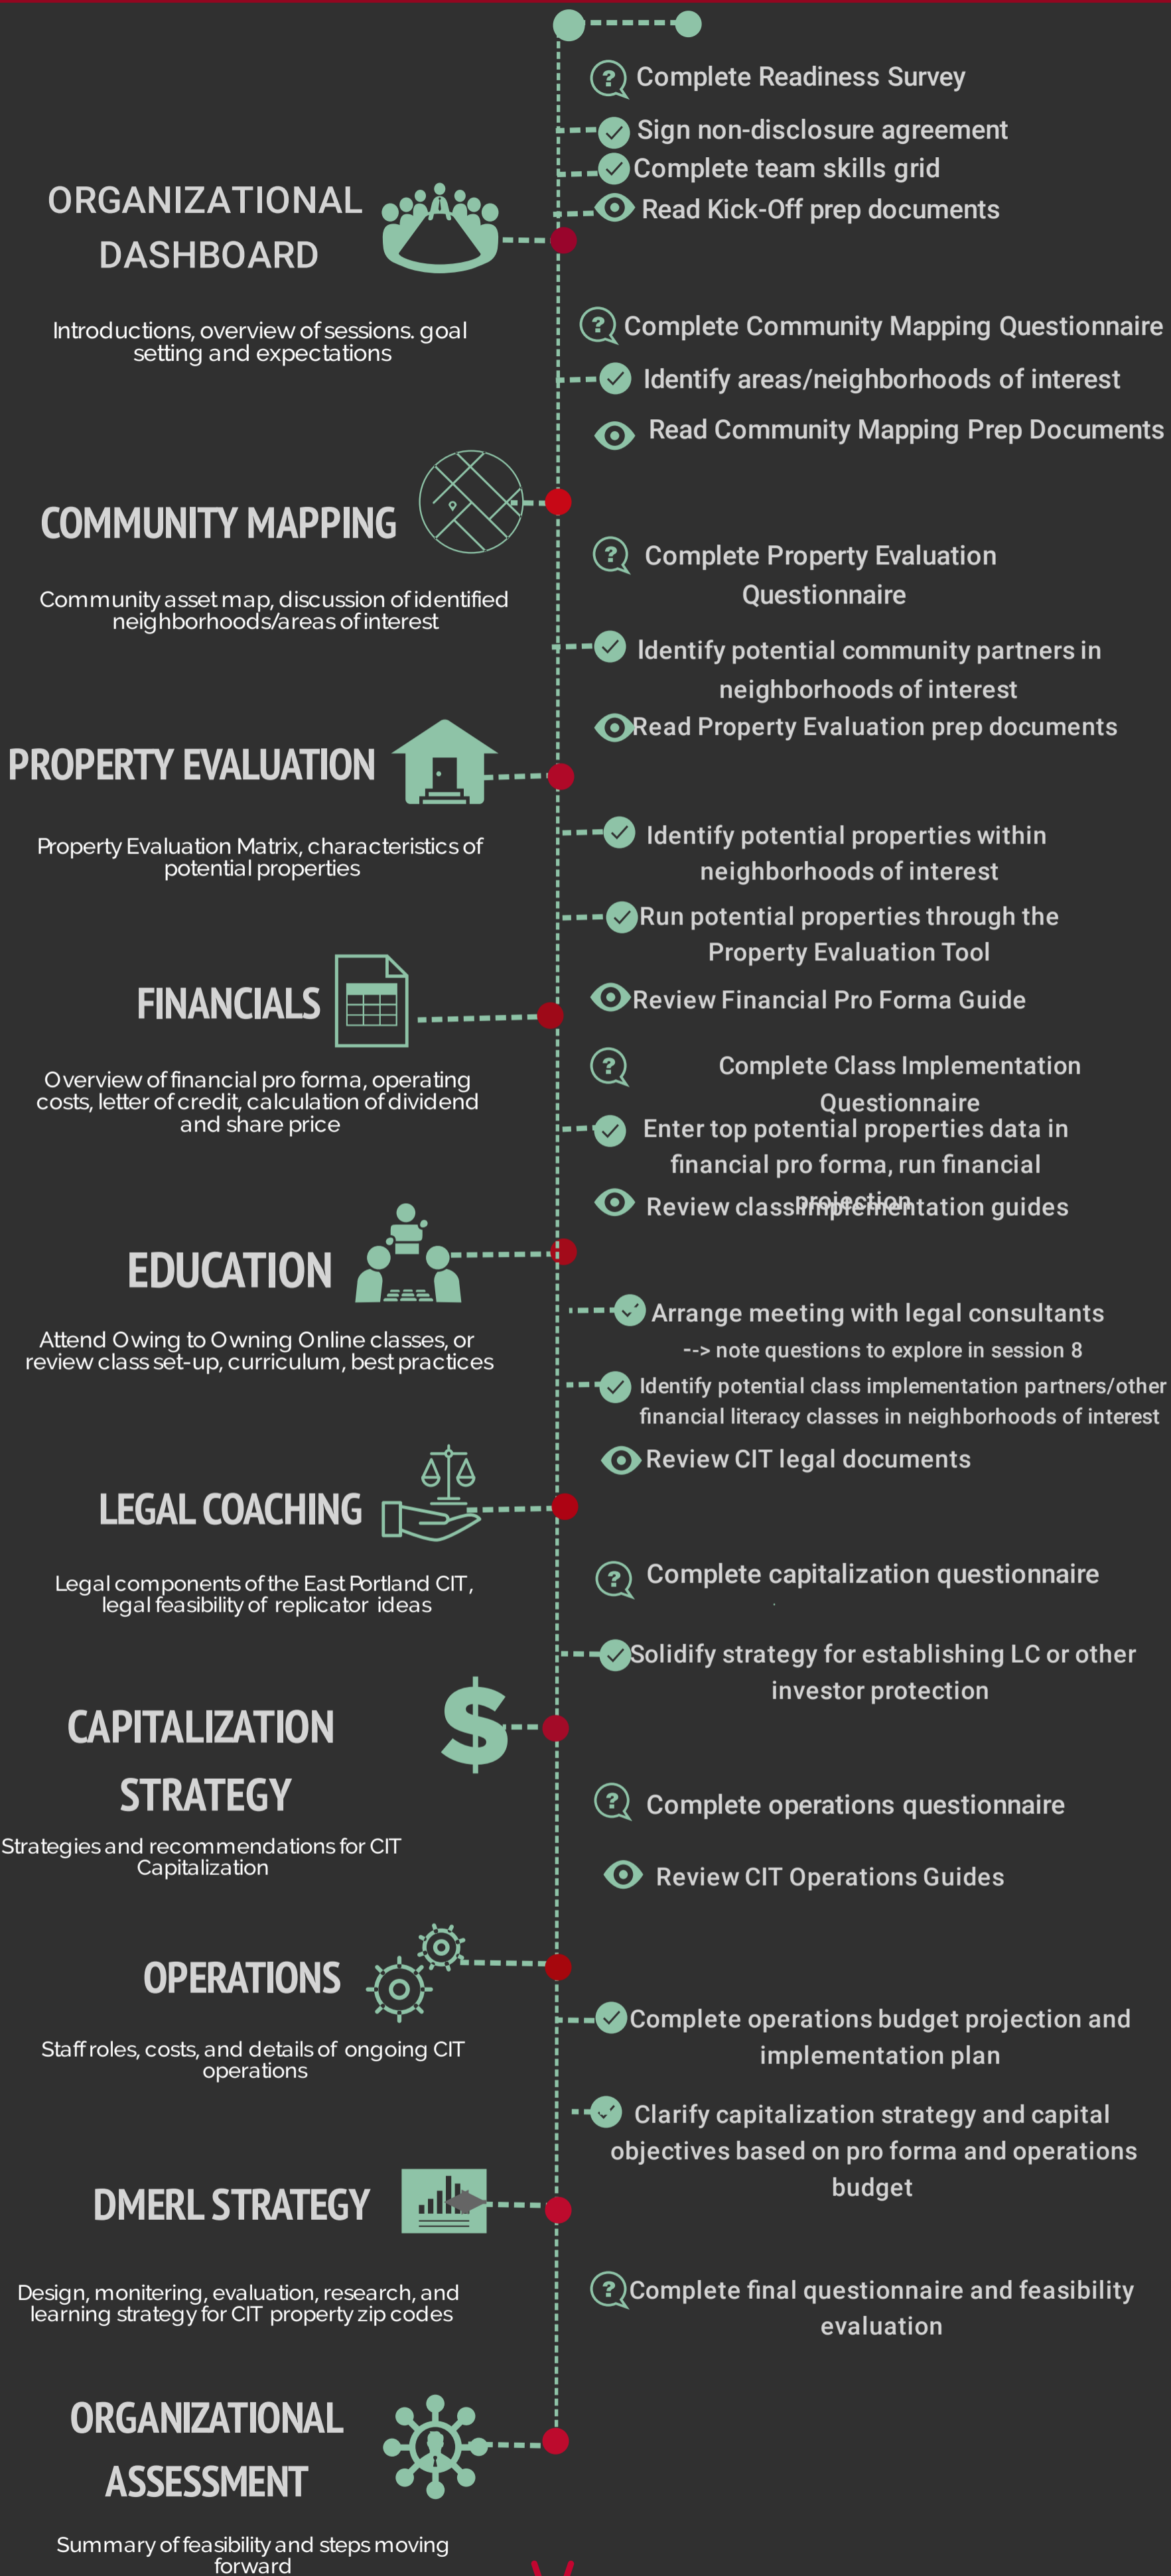 Complete Readiness Survey
Sign non-disclosure agreement
Complete team skills grid
Read Kick-Off prep documents
ORGANIZATIONAL
DASHBOARD
Introductions, overview of sessions. goal
setting and expectations
Complete Community Mapping Questionnaire
Identify areas/neighborhoods of interest
Read Community Mapping Prep Documents
COMMUNITY MAPPING
Community asset map, discussion of identified
neighborhoods/areas of interest
Complete Property Evaluation
Questionnaire
Identify potential community partners in
neighborhoods of interest
Read Property Evaluation prep documents
PROPERTY EVALUATION
Property Evaluation Matrix, characteristics of
potential properties
Identify potential properties within
neighborhoods of interest
Run potential properties through the
Property Evaluation Tool
Review Financial Pro Forma Guide
FINANCIALS
Overview of financial pro forma, operating
costs, letter of credit, calculation of dividend
and share price
Complete Class Implementation
Questionnaire
Enter top potential properties data in
financial pro forma, run financial
projection
Review class implementation guides
EDUCATION
Attend Owing to Owning Online classes, or
review class set-up, curriculum, best practices
Arrange meeting with legal consultants
--> note questions to explore in session 8
Identify potential class implementation partners/other
financial literacy classes in neighborhoods of interest
Review CIT legal documents
LEGAL COACHING
Legal components of the East Portland CIT,
legal feasibility of replicator ideas
Complete capitalization questionnaire
Solidify strategy for establishing LC or other
investor protection
CAPITALIZATION
STRATEGY
Strategies and recommendations for CIT
Capitalization
Complete operations questionnaire
Review CIT Operations Guides
OPERATIONS
Staff roles, costs, and details of ongoing CIT
operations
Complete operations budget projection and
implementation plan
Clarify capitalization strategy and capital
objectives based on pro forma and operations
budget
DMERL STRATEGY
Design, monitering, evaluation, research, and
learning strategy for CIT property zip codes
Complete final questionnaire and feasibility
evaluation
ORGANIZATIONAL
ASSESSMENT
Summary of feasibility and steps moving
forward